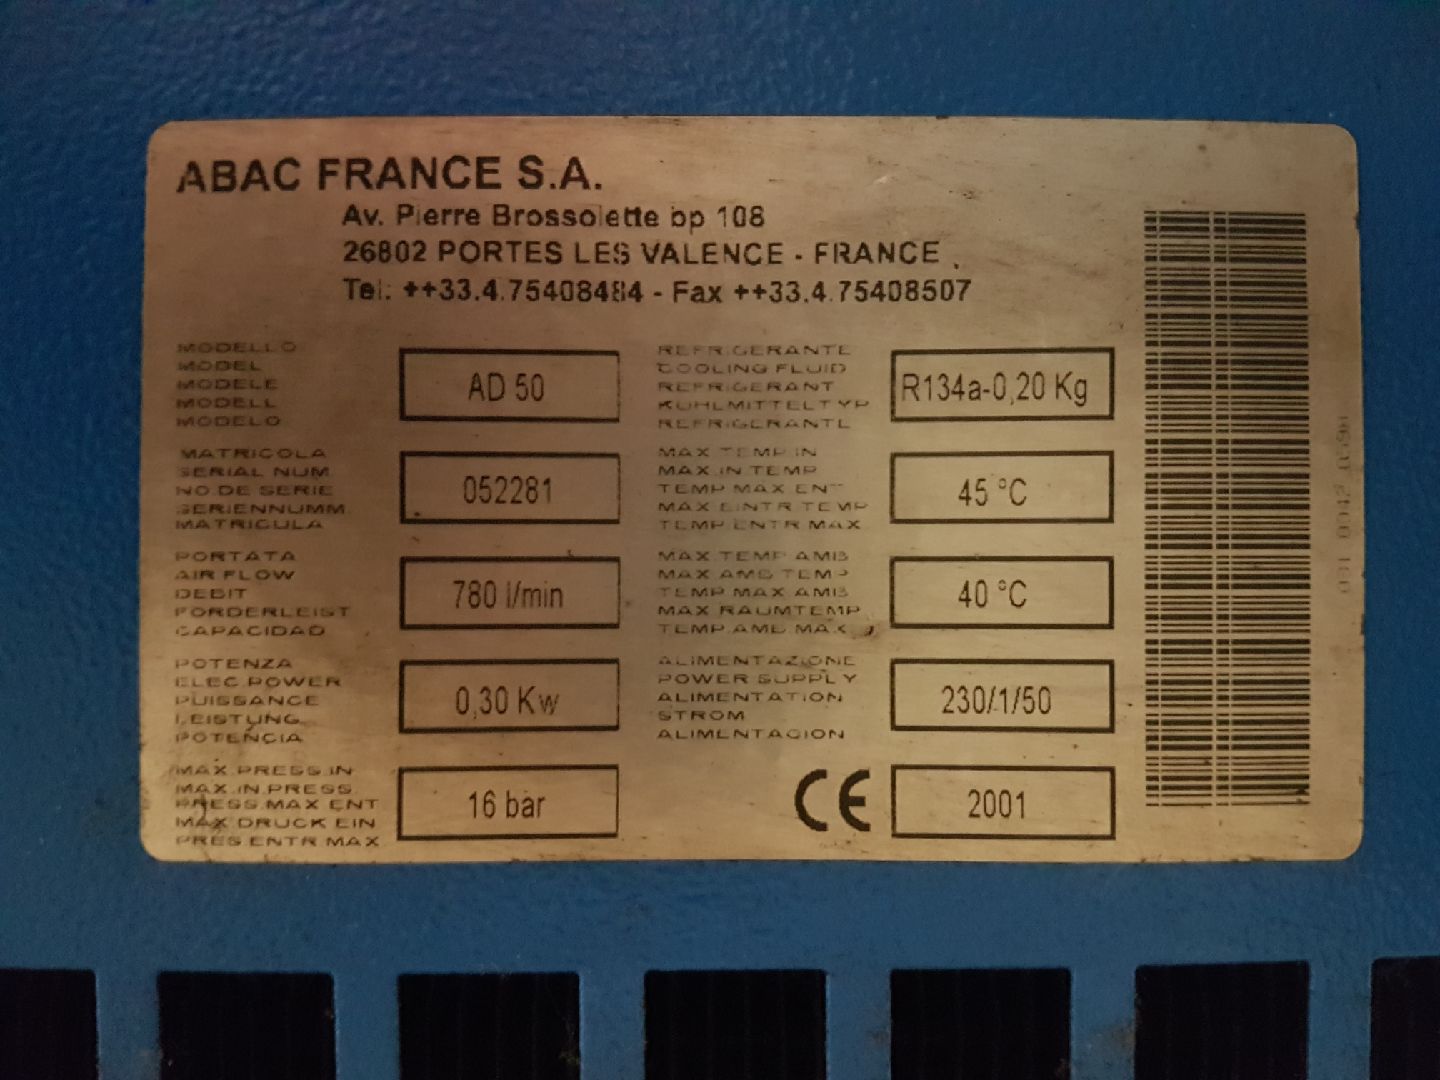 ABAC FRANCE S.A.
Av. Pierre Brossolette bp 108
26802 PORTES LES VALENCE - FRANCE
Tel: ++33.4.75408484 - Fax ++33.4.75408507
MODELLO
MODEL
MODELE
MODELL
MODELO
AD 50
REFRIGERANTE
COOLING FLUID
REFRIGERANT
KUHLMITTELTYP
REFRIGERANTE
R134a-0,20 Kg
MATRICOLA
SERIAL NUM.
NO DE SERIE
SERIENNUMM.
MATRICULA
052281
MAX TEMP IN
MAX.IN TEMP
TEMP MAX ENT
MAX EINTR TEMP
TEMP ENTR MAX
45 °C
PORTATA
AIR FLOW
DEBIT
FORDERLEIST
CAPACIDAD
780 l/min
MAX TEMP AMB
MAX AMB TEMP
TEMP MAX AMB
MAX RAUMTEMP
TEMP.AMB.MAX
40 °C
POTENZA
ELEC.POWER
PUISSANCE
LEISTUNG
POTENCIA
0,30 Kw
ALIMENTAZIONE
POWER SUPPLY
ALIMENTATION
STROM
ALIMENTACION
230/1/50
MAX.PRESS.IN
MAX.IN.PRESS
PRESS.MAX ENT
MAX DRUCK EIN
PRES.ENTR MAX
16 bar
CE
2001